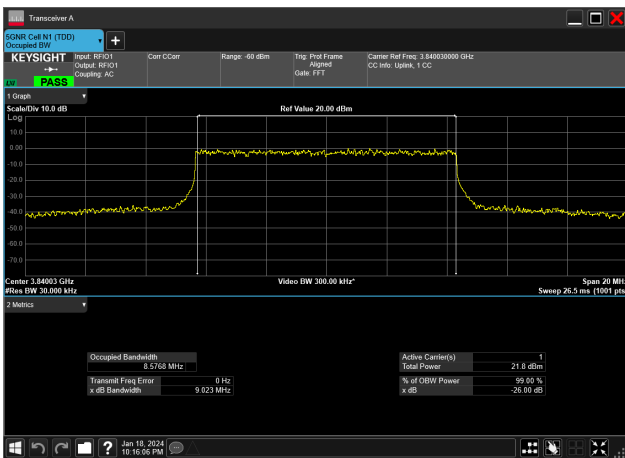 Transceiver A
5GNR Cell N1 (TDD)
Occupied BW
KEYSIGHT
Input: RFIO1
Output: RFIO1
Coupling: AC
Corr CCorr
Range: -60 dBm
Trig: Prot Frame
Aligned
Gate: FFT
Carrier Ref Freq: 3.840030000 GHz
CC Info: Uplink, 1 CC
PASS
1 Graph
Scale/Div 10.0 dB
Ref Value 20.00 dBm
Log
10.0
0.00
-10.0
-20.0
-30.0
-40.0
-50.0
-60.0
-70.0
Center 3.84003 GHz
#Res BW 30.000 kHz
Video BW 300.00 kHz*
Span 20 MHz
Sweep 26.5 ms (1001 pts
2 Metrics
Occupied Bandwidth
8.5768 MHz
Transmit Freq Error 0 Hz
x dB Bandwidth 9.023 MHz
Active Carrier(s) 1
Total Power 21.8 dBm
% of OBW Power 99.00 %
x dB -26.00 dB
Jan 18, 2024
10:16:06 PM